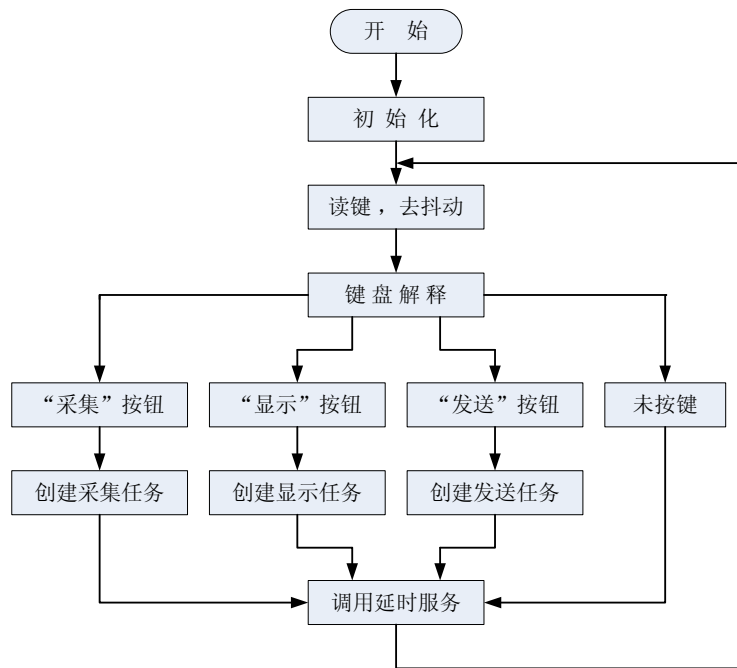 开 始
初 始 化
读键，去抖动
键 盘 解 释
“采集”按钮
“显示”按钮
“发送”按钮
未按键
创建采集任务
创建显示任务
创建发送任务
调用延时服务